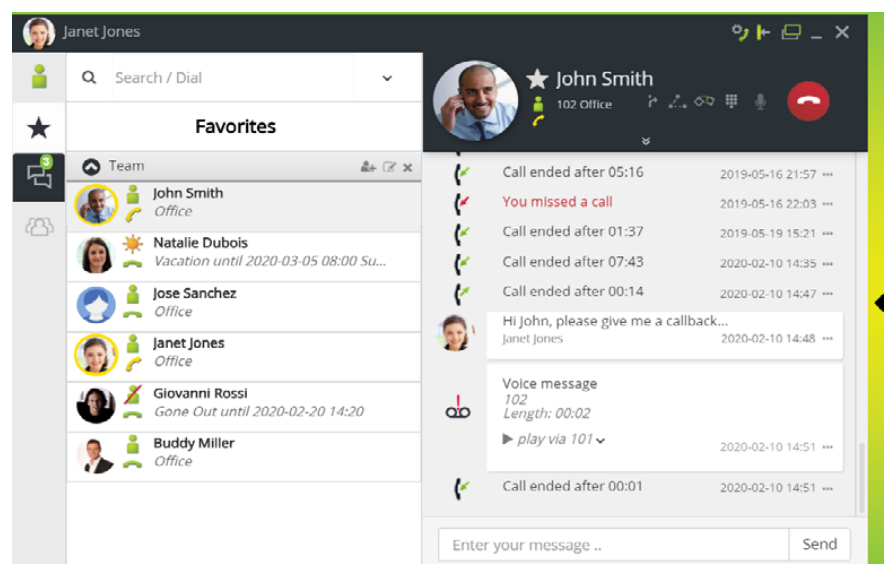 Janet Jones
Search / Dial
Favorites
3
Team
John Smith
Office
Natalie Dubois
Vacation until 2020-03-05 08:00 Su...
Jose Sanchez
Office
Janet Jones
Office
Giovanni Rossi
Gone Out until 2020-02-20 14:20
Buddy Miller
Office
John Smith
102 Office
Call ended after 05:16 2019-05-16 21:57 •••
You missed a call 2019-05-16 22:03 •••
Call ended after 01:37 2019-05-19 15:21 •••
Call ended after 07:43 2020-02-10 14:35 •••
Call ended after 00:14 2020-02-10 14:47 •••
Hi John, please give me a callback...
Janet Jones 2020-02-10 14:48 •••
Voice message
102
Length: 00:02
play via 101
2020-02-10 14:51 •••
Call ended after 00:01 2020-02-10 14:51 •••
Enter your message .. Send